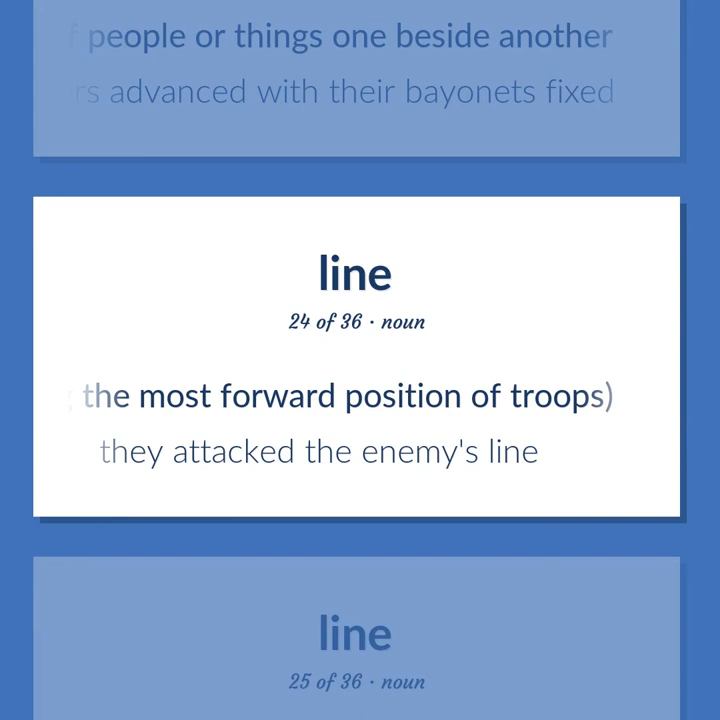 people or things one beside another
advanced with their bayonets fixed
line
24 of 36 · noun
the most forward position of troops)
they attacked the enemy's line
line
25 of 36 · noun